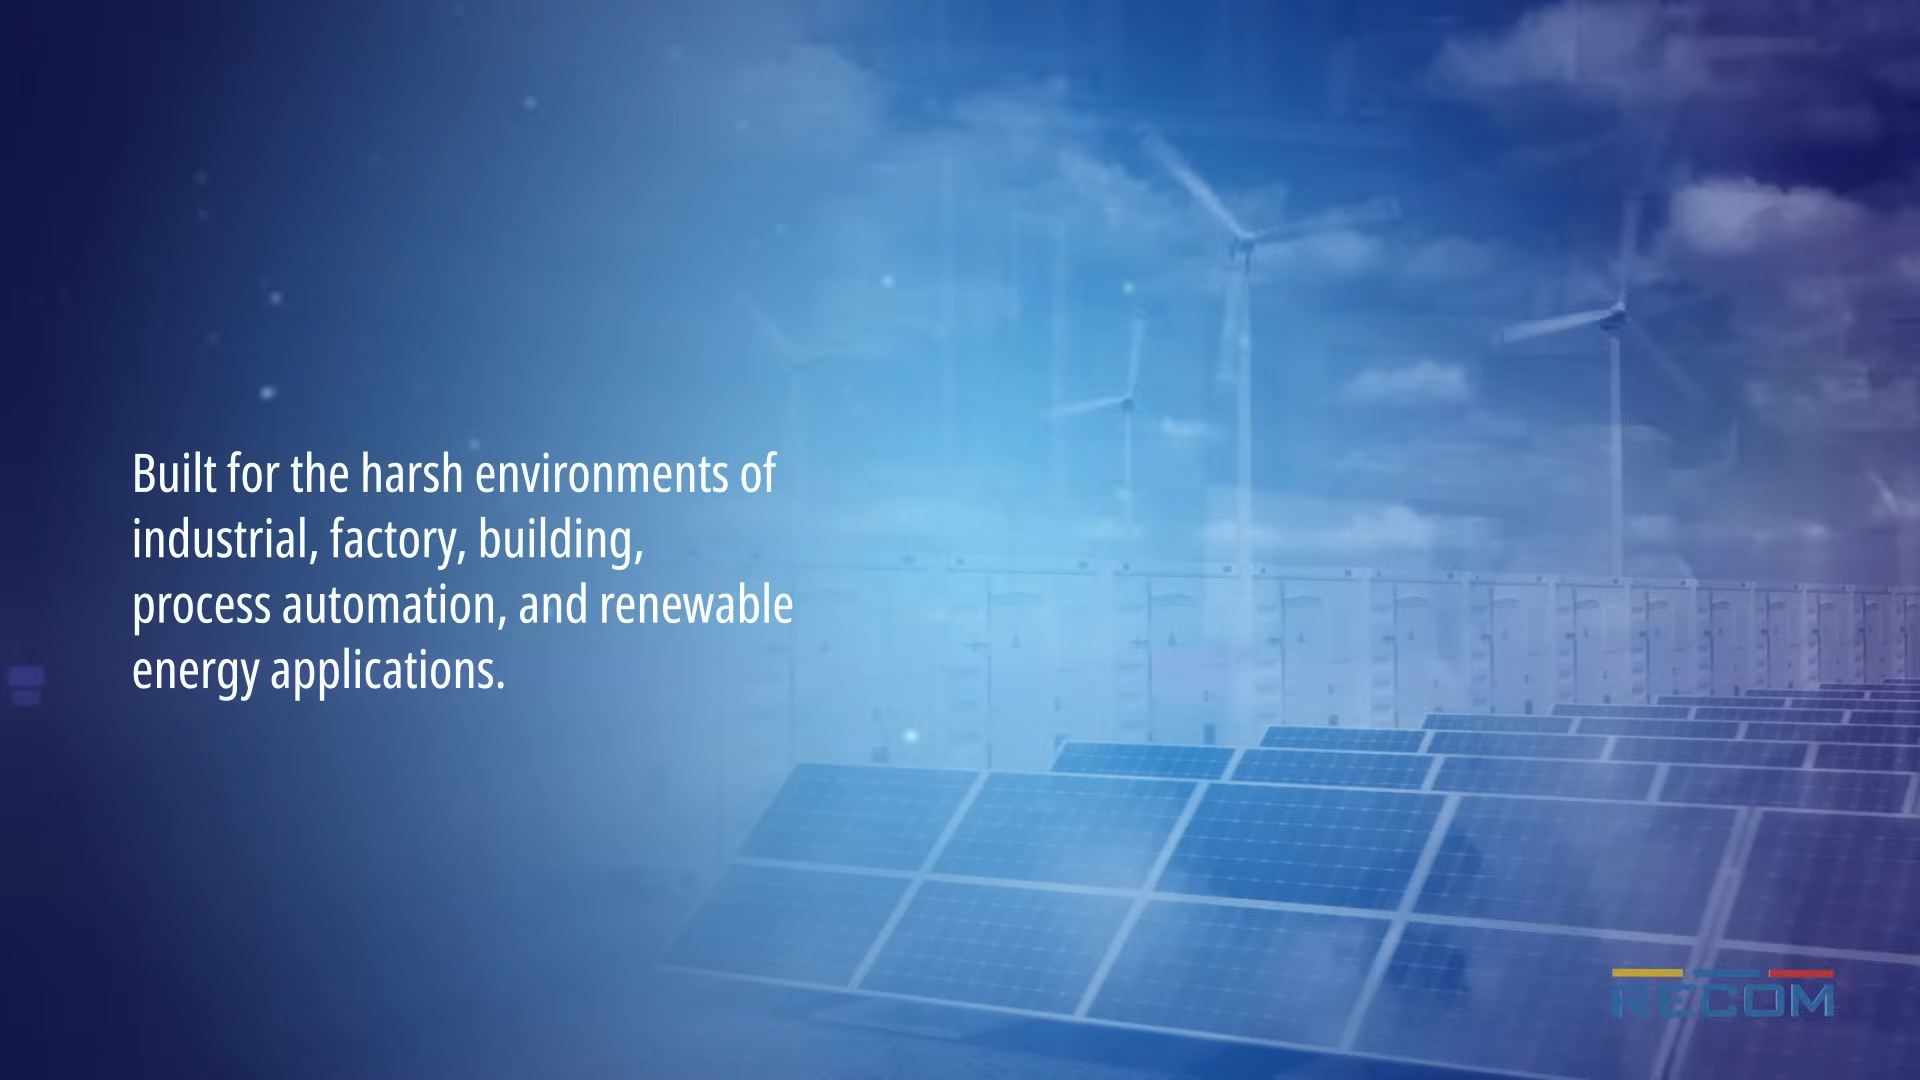 Built for the harsh environments of
industrial, factory, building,
process automation, and renewable
energy applications.
RECOM